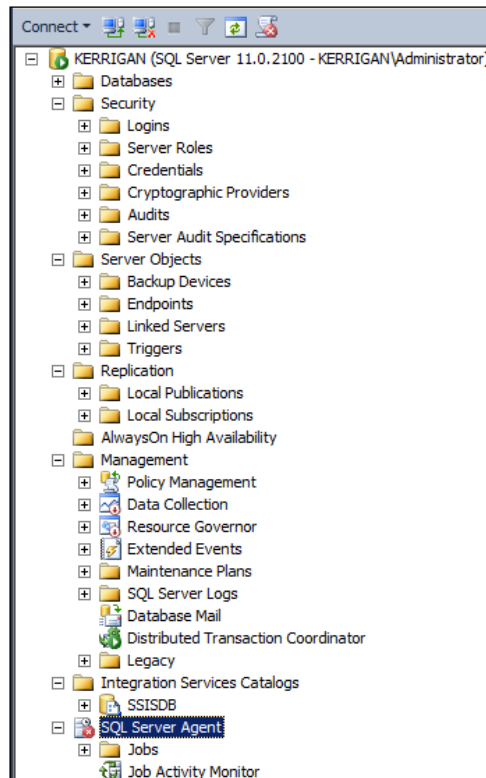 Connect
KERRIGAN (SQL Server 11.0.2100 - KERRIGAN\Administrator)
Databases
Security
Logins
Server Roles
Credentials
Cryptographic Providers
Audits
Server Audit Specifications
Server Objects
Backup Devices
Endpoints
Linked Servers
Triggers
Replication
Local Publications
Local Subscriptions
AlwaysOn High Availability
Management
Policy Management
Data Collection
Resource Governor
Extended Events
Maintenance Plans
SQL Server Logs
Database Mail
Distributed Transaction Coordinator
Legacy
Integration Services Catalogs
SSISDB
SQL Server Agent
Jobs
Job Activity Monitor